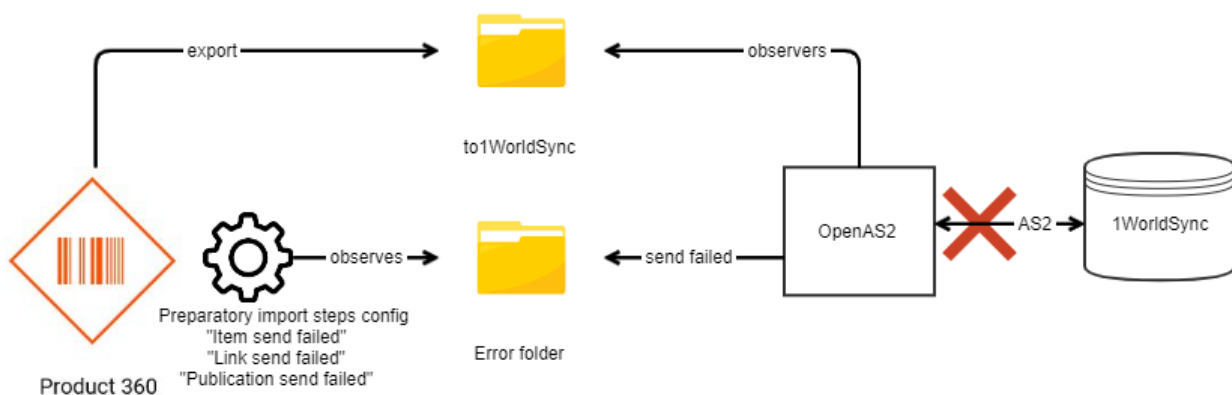 export
observers
to1WorldSync
OpenAS2
AS2
1WorldSync
observes
send failed
Preparatory import steps config
"Item send failed"
"Link send failed"
"Publication send failed"
Error folder
Product 360